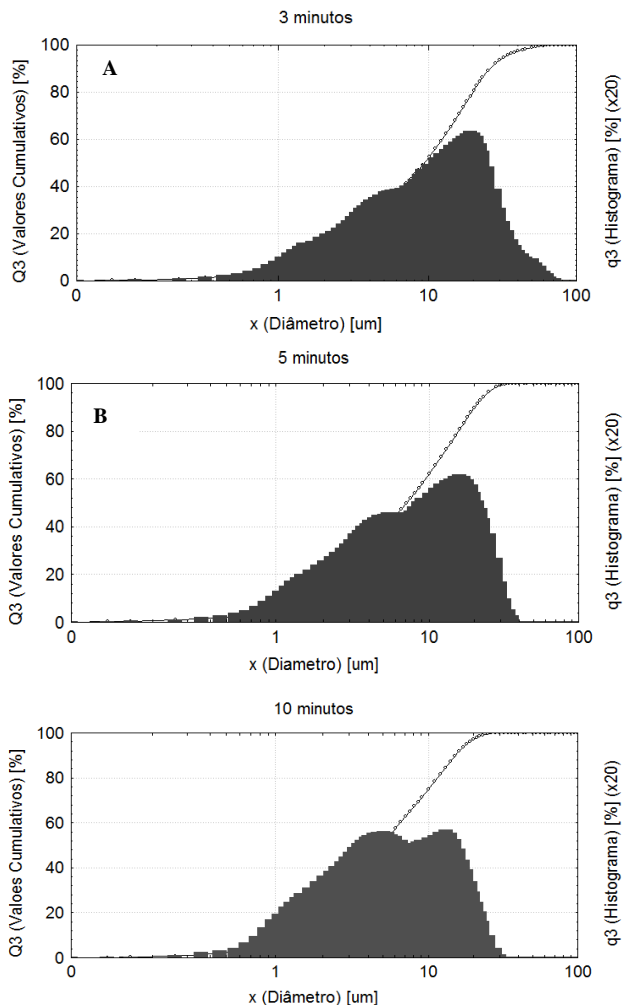 3 minutos
A
Q3 (Valores Cumulativos) [%]
100
80
60
40
20
0
0 1 10 100
x (Diâmetro) [um]
q3 (Histograma) [%] (x20)
5 minutos
B
Q3 (Valores Cumulativos) [%]
100
80
60
40
20
0
0 1 10 100
x (Diametro) [um]
q3 (Histograma) [%] (x20)
10 minutos
Q3 (Valoes Cumulativos) [%]
100
80
60
40
20
0
0 1 10 100
x (Diâmetro) [um]
q3 (Histograma) [%] (x20)